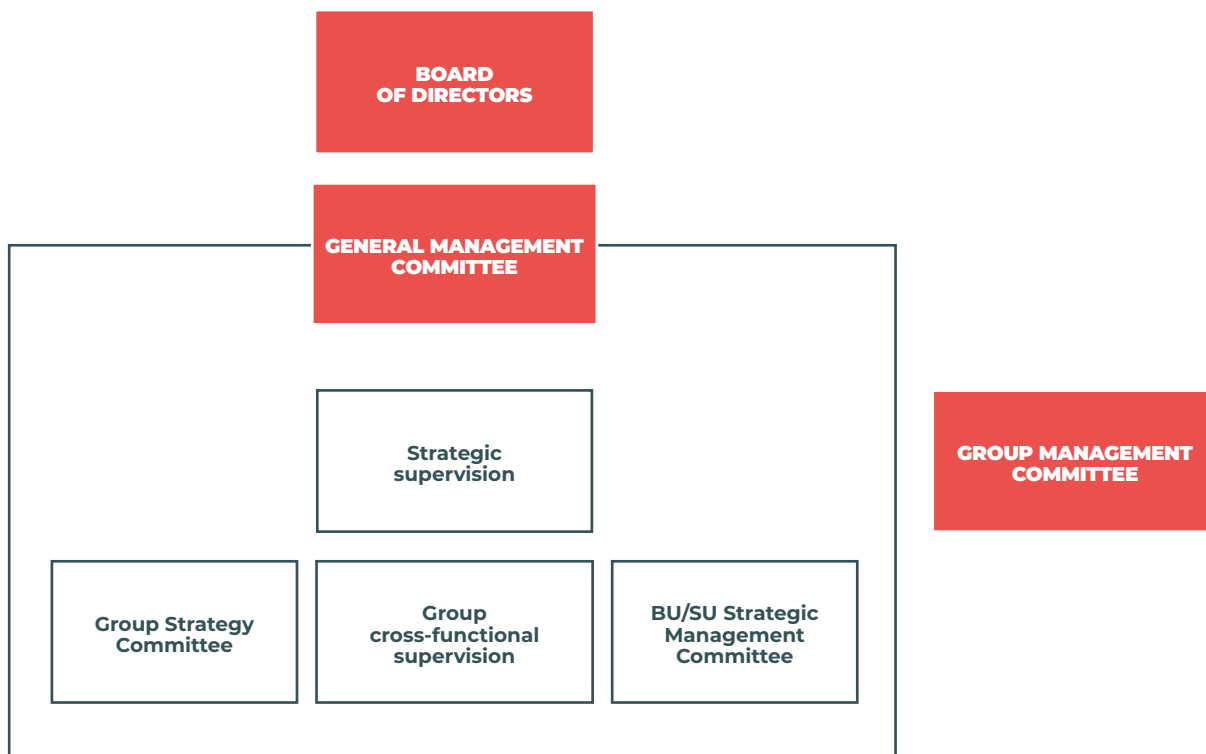 BOARD
OF DIRECTORS
GENERAL MANAGEMENT
COMMITTEE
Strategic
supervision
GROUP MANAGEMENT
COMMITTEE
Group Strategy
Committee
Group
cross-functional
supervision
BU/SU Strategic
Management
Committee